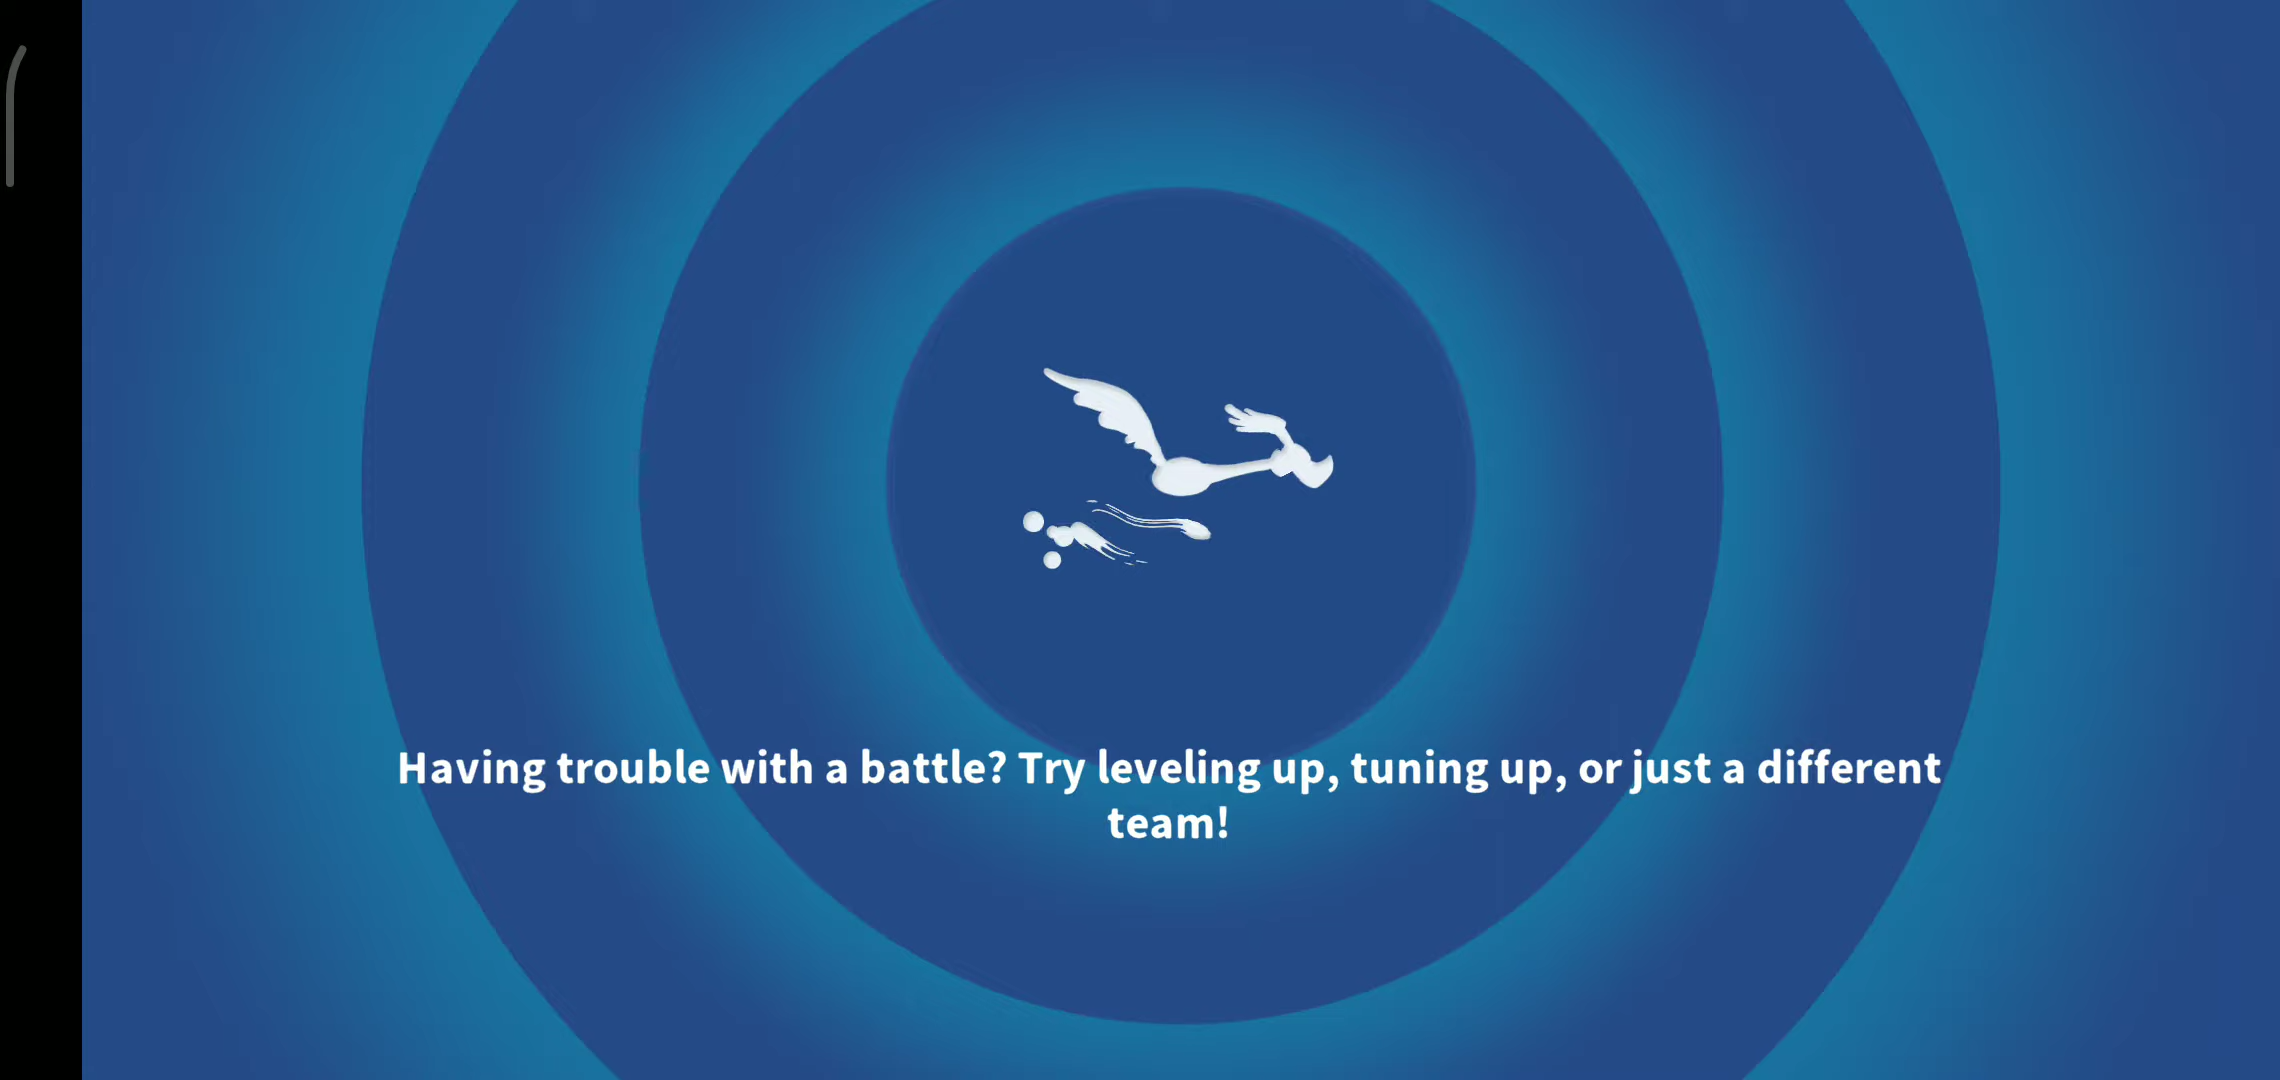 Having trouble with a battle? Try leveling up, tuning up, or just a different
team!